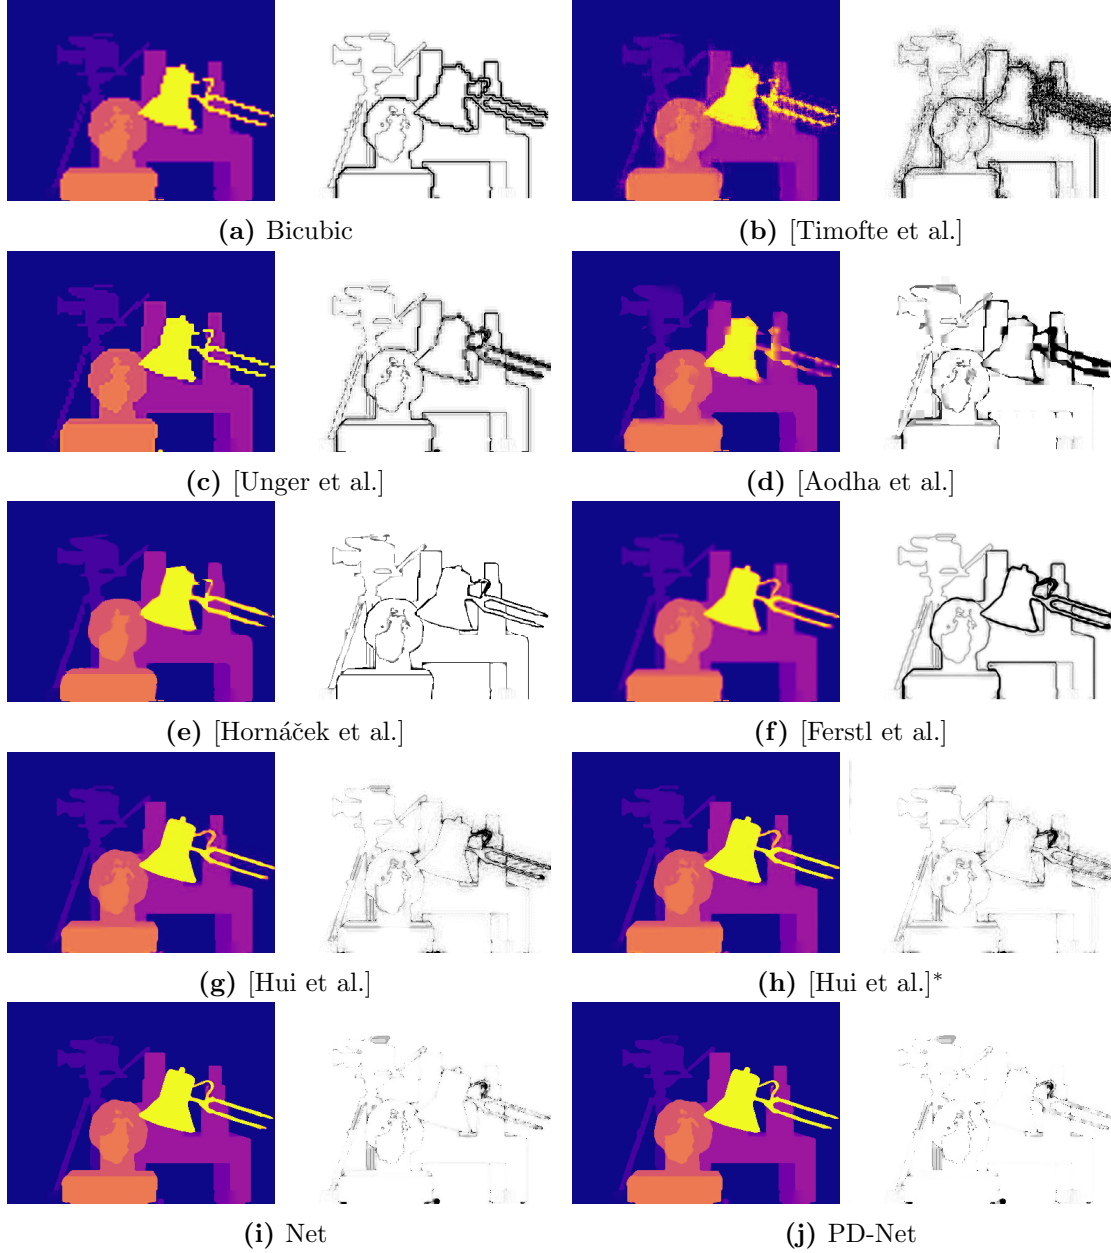 (a) Bicubic
(b) [Timofte et al.]
(c) [Unger et al.]
(d) [Aodha et al.]
(e) [Hornáček et al.]
(f) [Ferstl et al.]
(g) [Hui et al.]
(h) [Hui et al.]*
(i) Net
(j) PD-Net